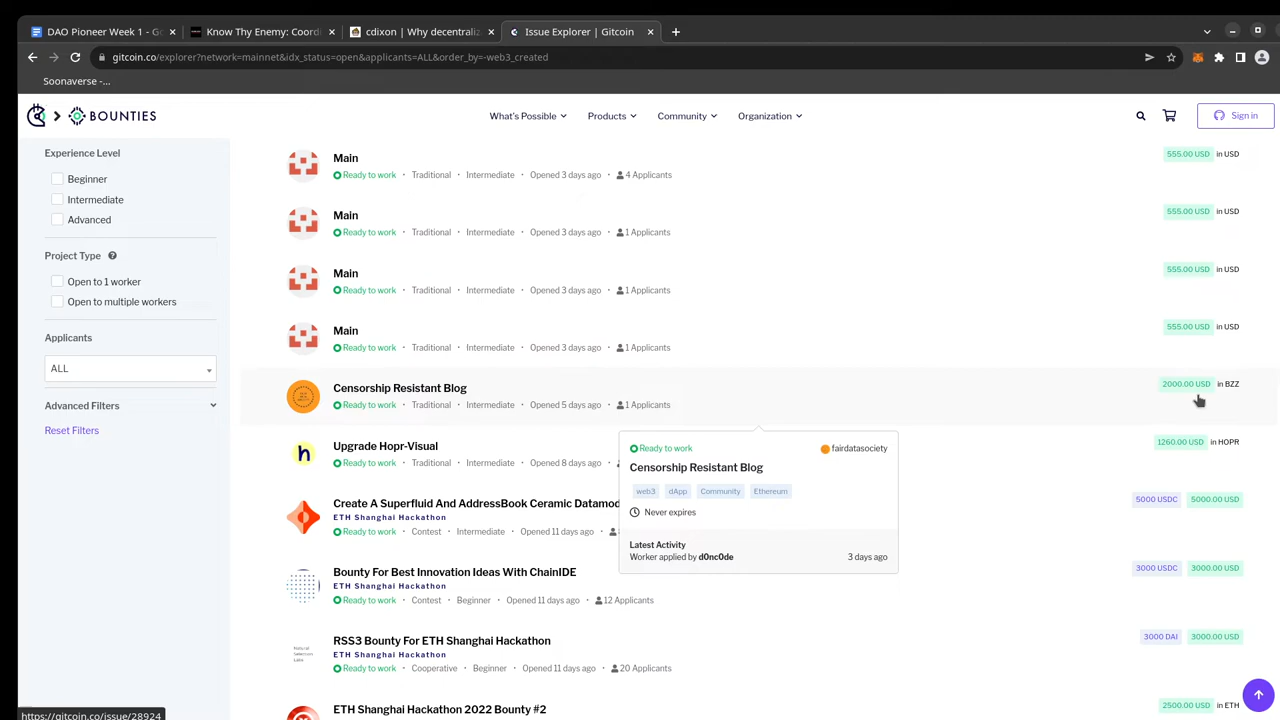 DAO Pioneer Week 1 - Go
Know Thy Enemy: Coordi
cdixon | Why decentraliz
Issue Explorer | Gitcoin
gitcoin.co/explorer?network=mainnet&idx_status=open&applicants=ALL&order_by=-web3_created
Soonaverse -...
BOUNTIES
What's Possible
Products
Community
Organization
Sign in
Experience Level
Beginner
Intermediate
Advanced
Project Type
Open to 1 worker
Open to multiple workers
Applicants
ALL
Advanced Filters
Reset Filters
Main
555.00 USD in USD
Ready to work • Traditional • Intermediate • Opened 3 days ago • 4 Applicants
Main
555.00 USD in USD
Ready to work • Traditional • Intermediate • Opened 3 days ago • 1 Applicants
Main
555.00 USD in USD
Ready to work • Traditional • Intermediate • Opened 3 days ago • 1 Applicants
Main
555.00 USD in USD
Ready to work • Traditional • Intermediate • Opened 3 days ago • 1 Applicants
Censorship Resistant Blog
2000.00 USD in BZZ
Ready to work • Traditional • Intermediate • Opened 5 days ago • 1 Applicants
Upgrade Hopr-Visual
1260.00 USD in HOPR
Ready to work • Traditional • Intermediate • Opened 8 days ago •
Ready to work
fairdatasociety
Censorship Resistant Blog
web3 dApp Community Ethereum
Never expires
Latest Activity
Worker applied by d0nc0de
3 days ago
Create A Superfluid And AddressBook Ceramic Datamod
5000 USDC 5000.00 USD
ETH Shanghai Hackathon
Ready to work • Contest • Intermediate • Opened 11 days ago •
Bounty For Best Innovation Ideas With ChainIDE
3000 USDC 3000.00 USD
ETH Shanghai Hackathon
Ready to work • Contest • Beginner • Opened 11 days ago • 12 Applicants
Natural
Selection
Labs
RSS3 Bounty For ETH Shanghai Hackathon
3000 DAI 3000.00 USD
ETH Shanghai Hackathon
Ready to work • Cooperative • Beginner • Opened 11 days ago • 20 Applicants
ETH Shanghai Hackathon 2022 Bounty #2
2500.00 USD in ETH
https://gitcoin.co/issue/28924